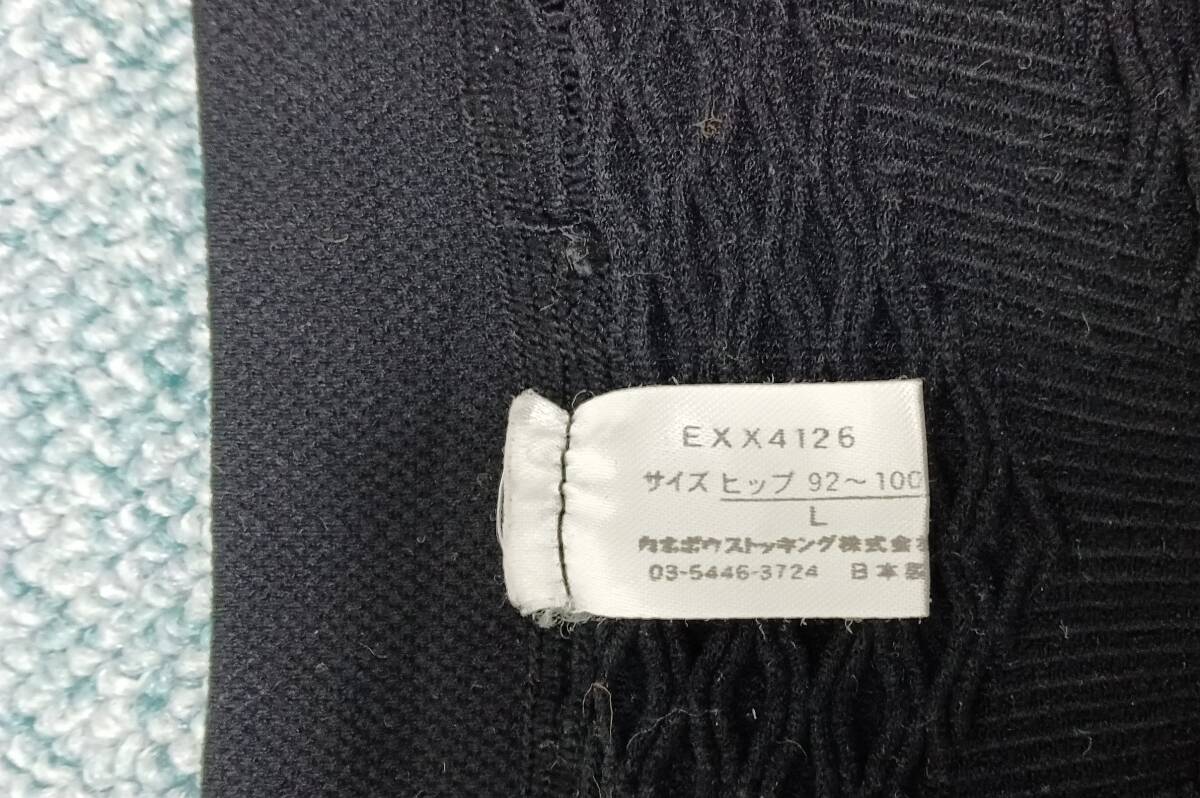 EXX4126
サイズ ヒップ 92～100
L
カネボウストッキング株式会
03-5446-3724 日本製